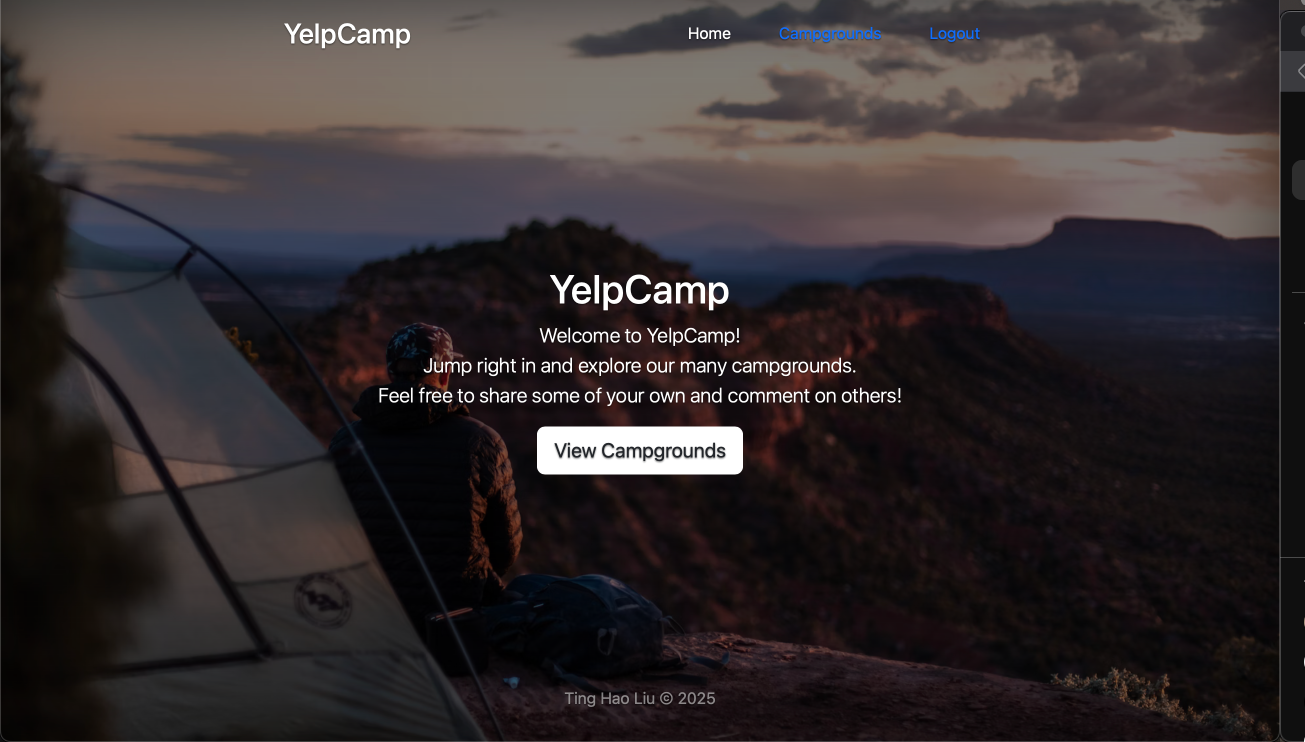 YelpCamp
Home Campgrounds Logout
YelpCamp
Welcome to YelpCamp!
Jump right in and explore our many campgrounds.
Feel free to share some of your own and comment on others!
View Campgrounds
Ting Hao Liu © 2025